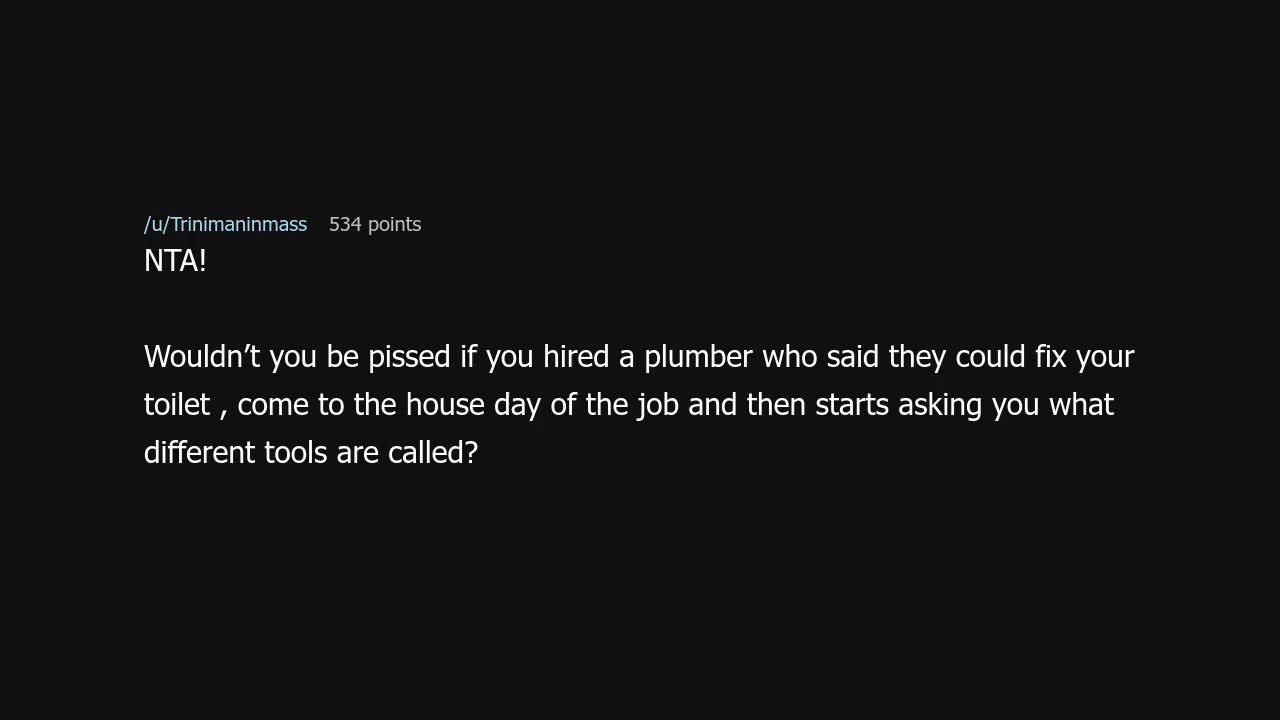 /u/Trinimaninmass 534 points
NTA!
Wouldn’t you be pissed if you hired a plumber who said they could fix your
toilet , come to the house day of the job and then starts asking you what
different tools are called?